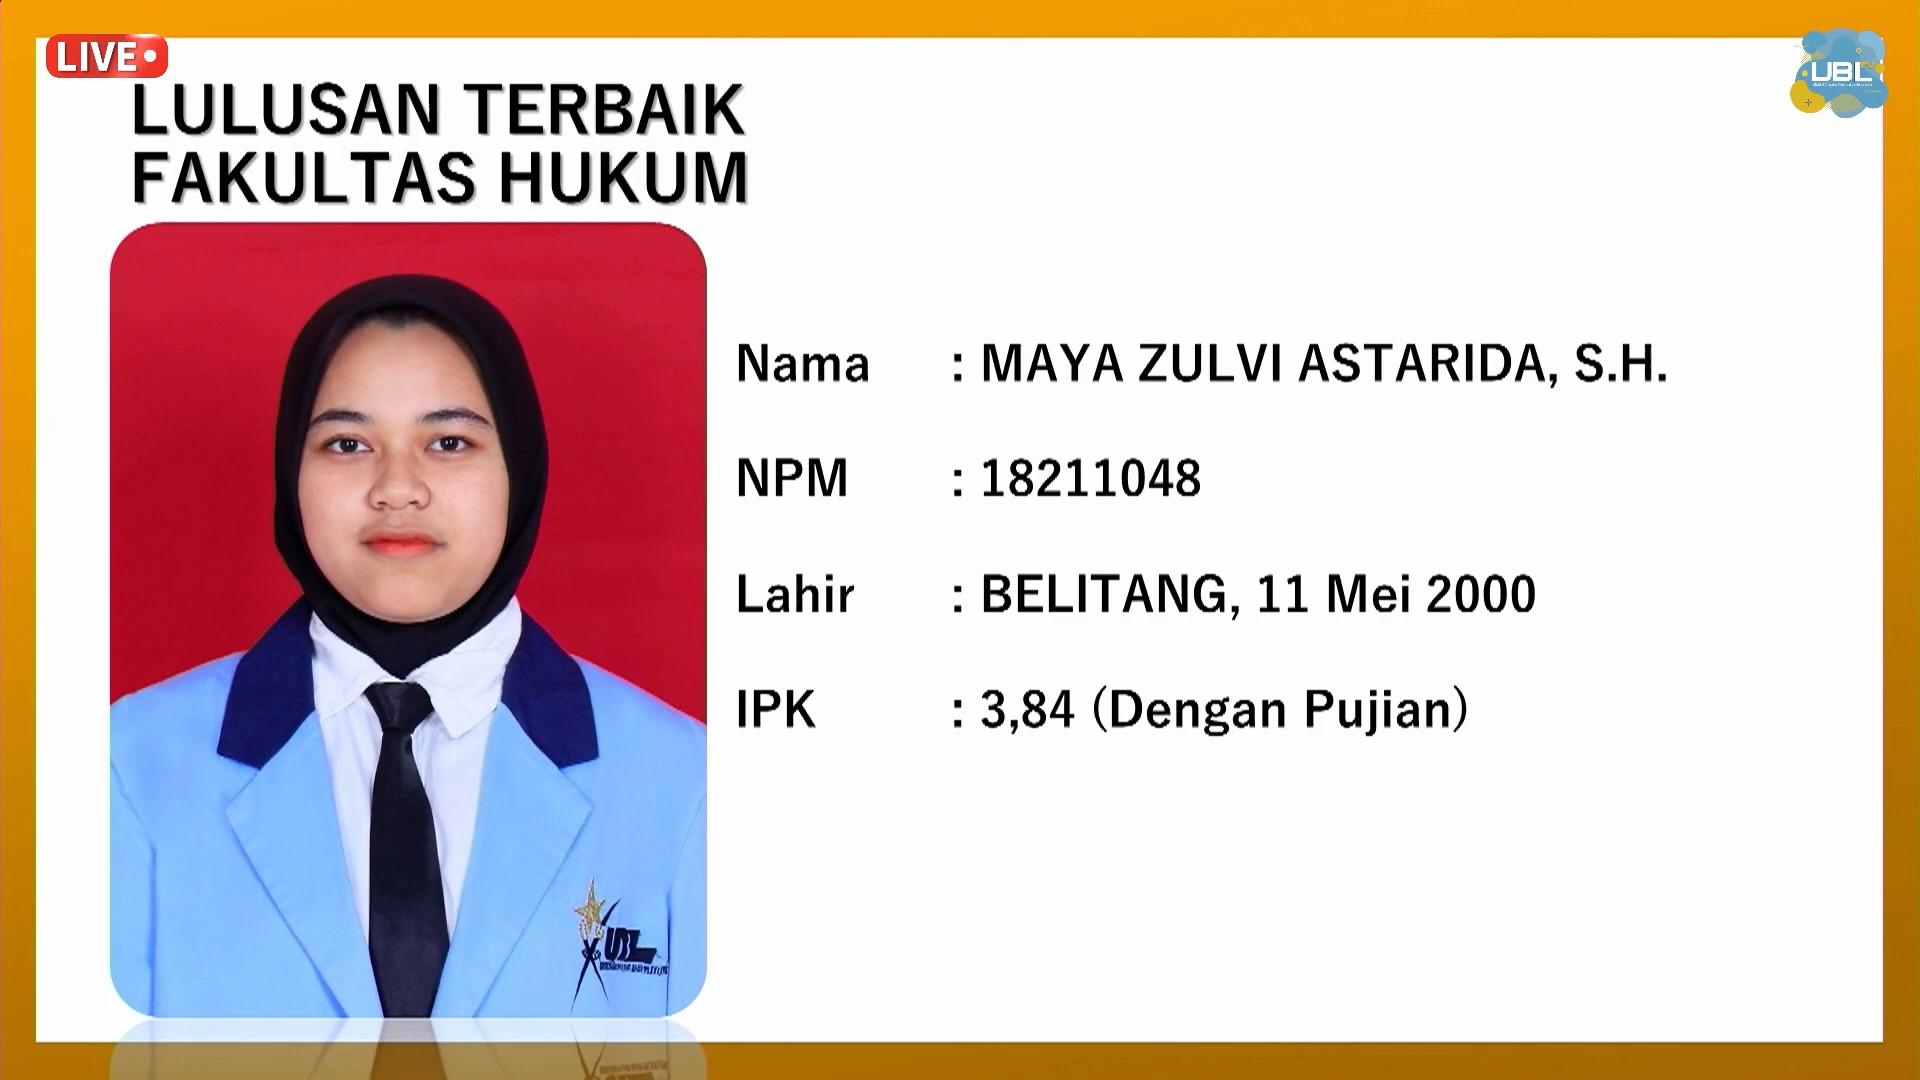 LIVE
UBL
LULUSAN TERBAIK
FAKULTAS HUKUM
Nama : MAYA ZULVI ASTARIDA, S.H.
NPM : 18211048
Lahir : BELITANG, 11 Mei 2000
IPK : 3,84 (Dengan Pujian)
UBL